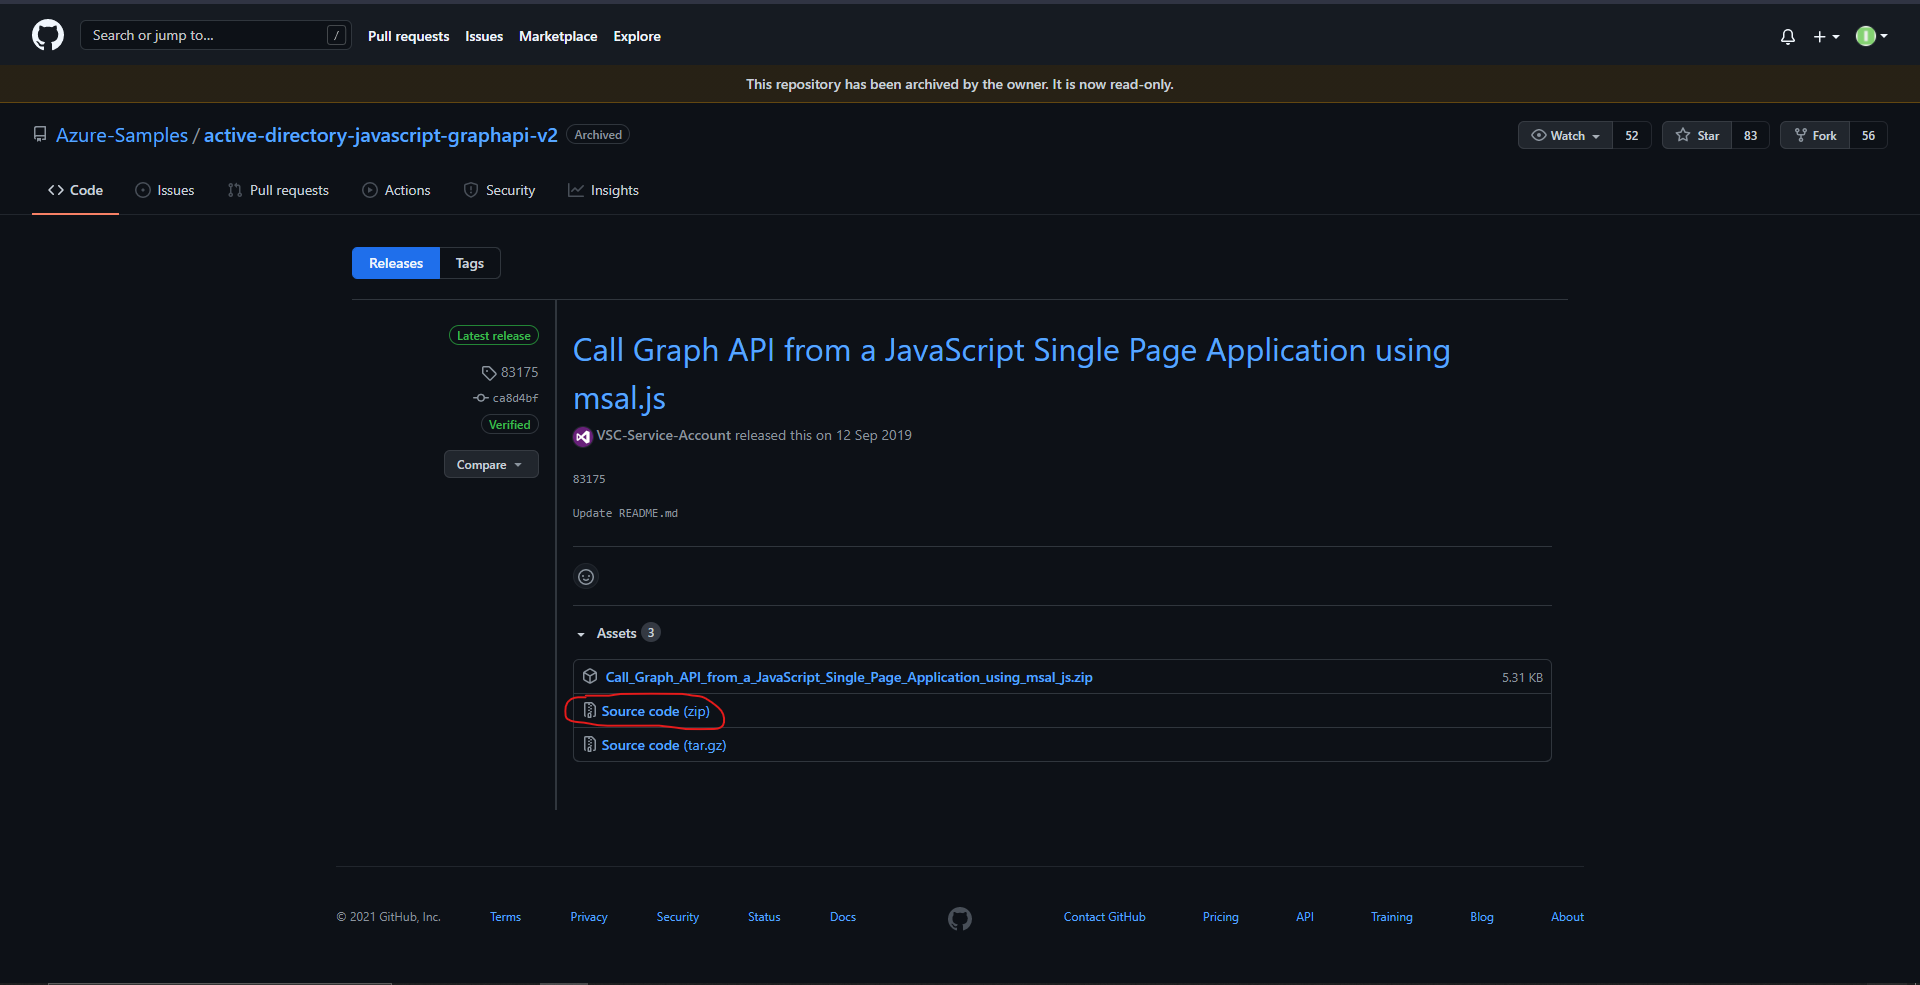 Search or jump to... /
Pull requests Issues Marketplace Explore
This repository has been archived by the owner. It is now read-only.
Azure-Samples / active-directory-javascript-graphapi-v2 Archived
Watch 52 Star 83 Fork 56
Code Issues Pull requests Actions Security Insights
Releases Tags
Latest release
83175
ca8d4bf
Verified
Compare
Call Graph API from a JavaScript Single Page Application using
msal.js
VSC-Service-Account released this on 12 Sep 2019
83175
Update README.md
Assets 3
Call_Graph_API_from_a_JavaScript_Single_Page_Application_using_msal_js.zip 5.31 KB
Source code (zip)
Source code (tar.gz)
© 2021 GitHub, Inc. Terms Privacy Security Status Docs Contact GitHub Pricing API Training Blog About